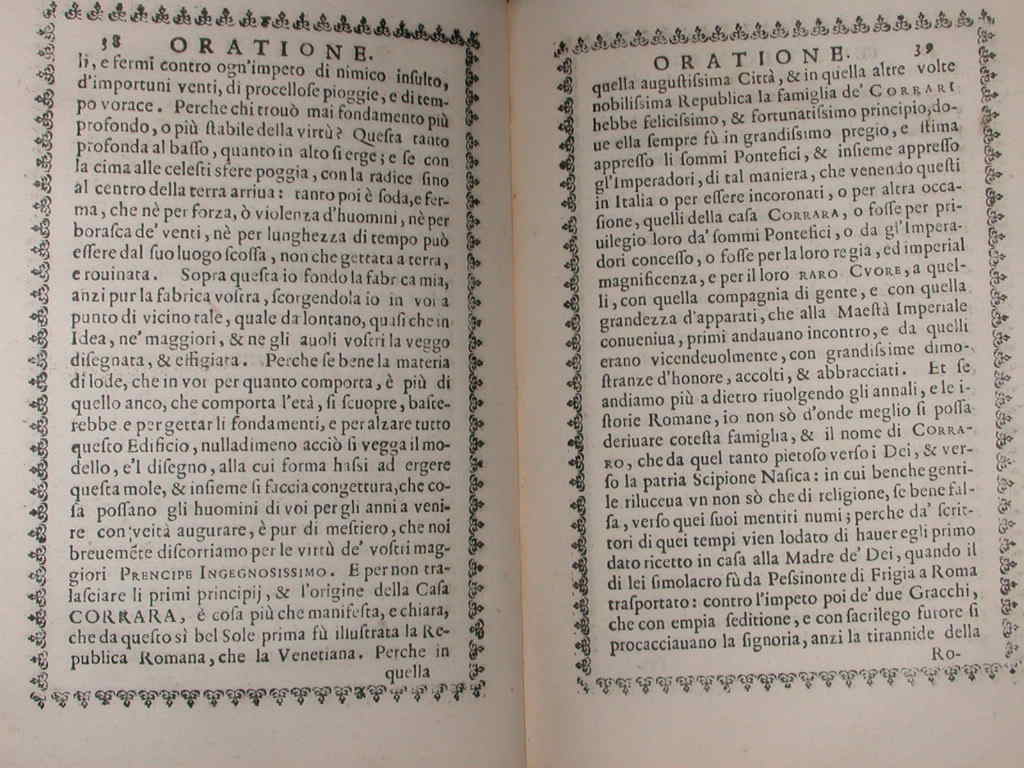 38 ORATIONE.
li, e fermi contro ogn'impeto di nimico inſulto,
d'importuni venti, di procelloſe pioggie, e di tem-
po vorace. Perche chi trouò mai fondamento più
profondo, o più ſtabile della virtù? Queſta tanto
profonda al baſſo, quanto in alto ſi erge; e ſe con
la cima alle celeſti sfere poggia, con la radice ſino
al centro della terra arriua: tanto poi è ſoda, e fer-
ma, che nè per forza, ò violenza d'huomini, nè per
boraſca de' venti, nè per lunghezza di tempo può
eſſere dal ſuo luogo ſcoſſa, non che gettata a terra,
e rouinata. Sopra queſta io fondo la fabrica mia,
anzi pur la fabrica voſtra, ſcorgendola io in voi a
punto di vicino tale, quale da lontano, quaſi che in
Idea, ne' maggiori, & ne gli auoli voſtri la veggo
diſegnata, & effigiata. Perche ſe bene la materia
di lode, che in voi per quanto comporta, è più di
quello anco, che comporta l'età, ſi ſcuopre, baſte-
rebbe e per gettar li fondamenti, e per alzare tutto
queſto Edificio, nulladimeno acciò ſi vegga il mo-
dello, e'l diſegno, alla cui forma haſsi ad ergere
queſta mole, & inſieme ſi faccia congettura, che co-
ſa poſſano gli huomini di voi per gli anni a veni-
re con veità augurare, è pur di meſtiero, che noi
breuemẽte diſcorriamo per le virtù de' voſtri mag-
giori PRENCIPE INGEGNOSISSIMO. E per non tra-
laſciare li primi principij, & l'origine della Caſa
CORRARA, é coſa più che manifeſta, e chiara,
che da queſto sì bel Sole prima fù illuſtrata la Re-
publica Romana, che la Venetiana. Perche in
quella
ORATIONE. 39
quella auguſtiſsima Città, & in quella altre volte
nobiliſsima Republica la famiglia de' CORRARI
hebbe feliciſsimo, & fortunatiſsimo principio, do-
ue ella ſempre fù in grandiſsimo pregio, e ſtima
appreſſo li ſommi Pontefici, & inſieme appreſſo
gl'Imperadori, di tal maniera, che venendo queſti
in Italia o per eſſere incoronati, o per altra occa-
ſione, quelli della caſa CORRARA, o foſſe per pri-
uilegio loro da' ſommi Pontefici, o da gl'Impera-
dori conceſſo, o foſſe per la loro regia, ed imperial
magnificenza, e per il loro RARO CVORE, a quel-
li, con quella compagnia di gente, e con quella
grandezza d'apparati, che alla Maeſtà Imperiale
conueniua, primi andauano incontro, e da quelli
erano vicendeuolmente, con grandiſsime dimo-
ſtranze d'honore, accolti, & abbracciati. Et ſe
andiamo più a dietro riuolgendo gli annali, e le i-
ſtorie Romane, io non sò d'onde meglio ſi poſſa
deriuare coteſta famiglia, & il nome di CORRA-
RO, che da quel tanto pietoſo verſo i Dei, & ver-
ſo la patria Scipione Naſica: in cui benche genti-
le riluceua vn non sò che di religione, ſe bene fal-
ſa, verſo quei ſuoi mentiti numi; perche da' ſcrit-
tori di quei tempi vien lodato di hauer egli primo
dato ricetto in caſa alla Madre de' Dei, quando il
di lei ſimolacro fù da Peſsinonte di Frigia a Roma
traſportato: contro l'impeto poi de' due Gracchi,
che con empia ſeditione, e con ſacrilego furore ſi
procacciauano la ſignoria, anzi la tirannide della
Ro-